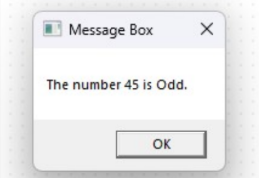 Message Box
The number 45 is Odd.
OK